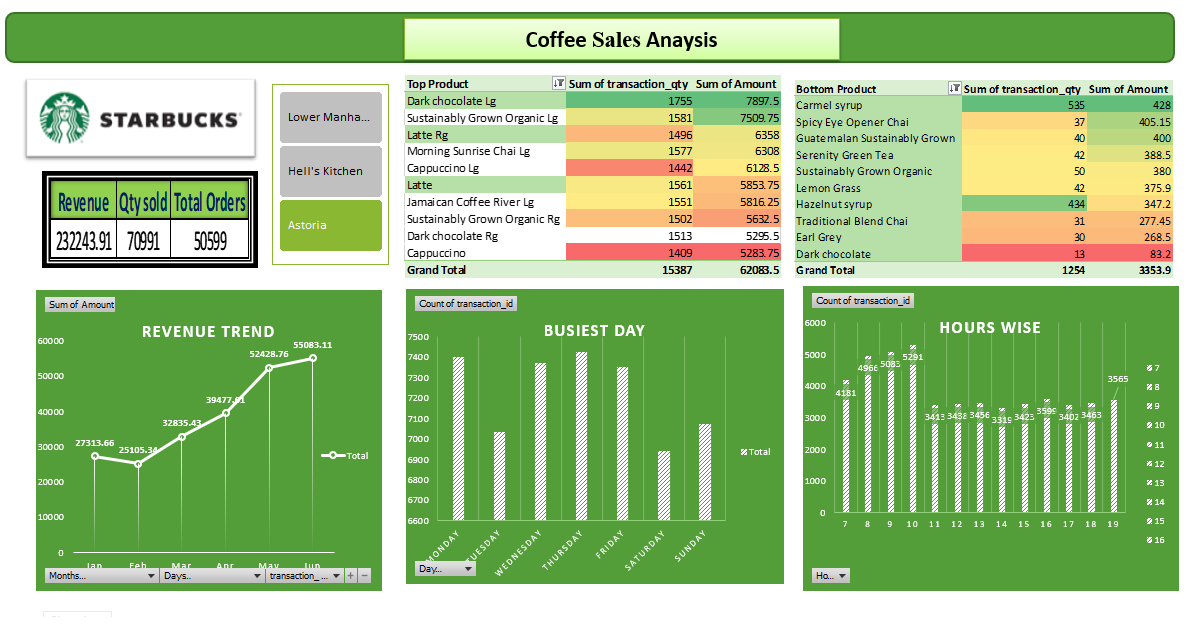 Coffee Sales Anaysis
STARBUCKS
Revenue Qty sold Total Orders
232243.91 70991 50599
Lower Manha...
Hell's Kitchen
Astoria
Top Product Sum of transaction_qty Sum of Amount
Dark chocolate Lg 1755 7897.5
Sustainably Grown Organic Lg 1581 7509.75
Latte Rg 1496 6358
Morning Sunrise Chai Lg 1577 6308
Cappuccino Lg 1442 6128.5
Latte 1561 5853.75
Jamaican Coffee River Lg 1551 5816.25
Sustainably Grown Organic Rg 1502 5632.5
Dark chocolate Rg 1513 5295.5
Cappuccino 1409 5283.75
Grand Total 15387 62083.5
Bottom Product Sum of transaction_qty Sum of Amount
Carmel syrup 535 428
Spicy Eye Opener Chai 37 405.15
Guatemalan Sustainably Grown 40 400
Serenity Green Tea 42 388.5
Sustainably Grown Organic 50 380
Lemon Grass 42 375.9
Hazelnut syrup 434 347.2
Traditional Blend Chai 31 277.45
Earl Grey 30 268.5
Dark chocolate 13 83.2
Grand Total 1254 3353.9
Sum of Amount
REVENUE TREND
60000
50000
40000
30000
20000
10000
0
27313.66 25105.34 32835.43 39477.61 52428.76 55083.11
Total
Jan Feb Mar Apr May Jun
Months... Days.. transaction_... + −
Count of transaction_id
BUSIEST DAY
7500
7400
7300
7200
7100
7000
6900
6800
6700
6600
Total
MONDAY TUESDAY WEDNESDAY THURSDAY FRIDAY SATURDAY SUNDAY
Day...
Count of transaction_id
HOURS WISE
6000
5000
4000
3000
2000
1000
0
4181 4966 5083 5291 3413 3438 3456 3319 3423 3599 3402 3463 3565
7 8 9 10 11 12 13 14 15 16 17 18 19
7
8
9
10
11
12
13
14
15
16
Ho...